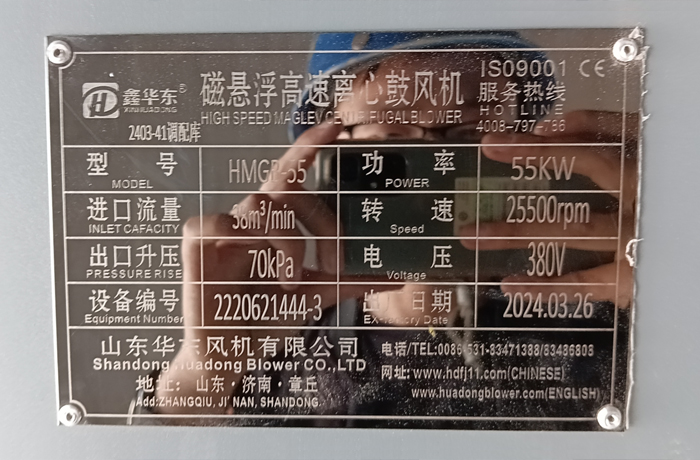 鑫华东®
XINHUADONG
磁悬浮高速离心鼓风机
HIGH SPEED MAGLEV CENTRIFUGAL BLOWER
ISO9001 CE
服务热线
HOTLINE
4008-797-786
2403-41调配库
型号 MODEL HMGP-55 功率 POWER 55KW
进口流量 INLET CAPACITY 36m³/min 转速 Speed 25500rpm
出口升压 PRESSURE RISE 70kPa 电压 Voltage 380V
设备编号 Equipment Number 2220621444-3 出厂日期 EX-factory Date 2024.03.26
山东华东风机有限公司
Shandong Huadong Blower CO.,LTD
地址：山东·济南·章丘
Add:ZHANGQIU, JI'NAN, SHANDONG.
电话/TEL:0086-531-83471388/83486808
网址: www.hdfj11.com(CHINESE)
www.huadongblower.com(ENGLISH)